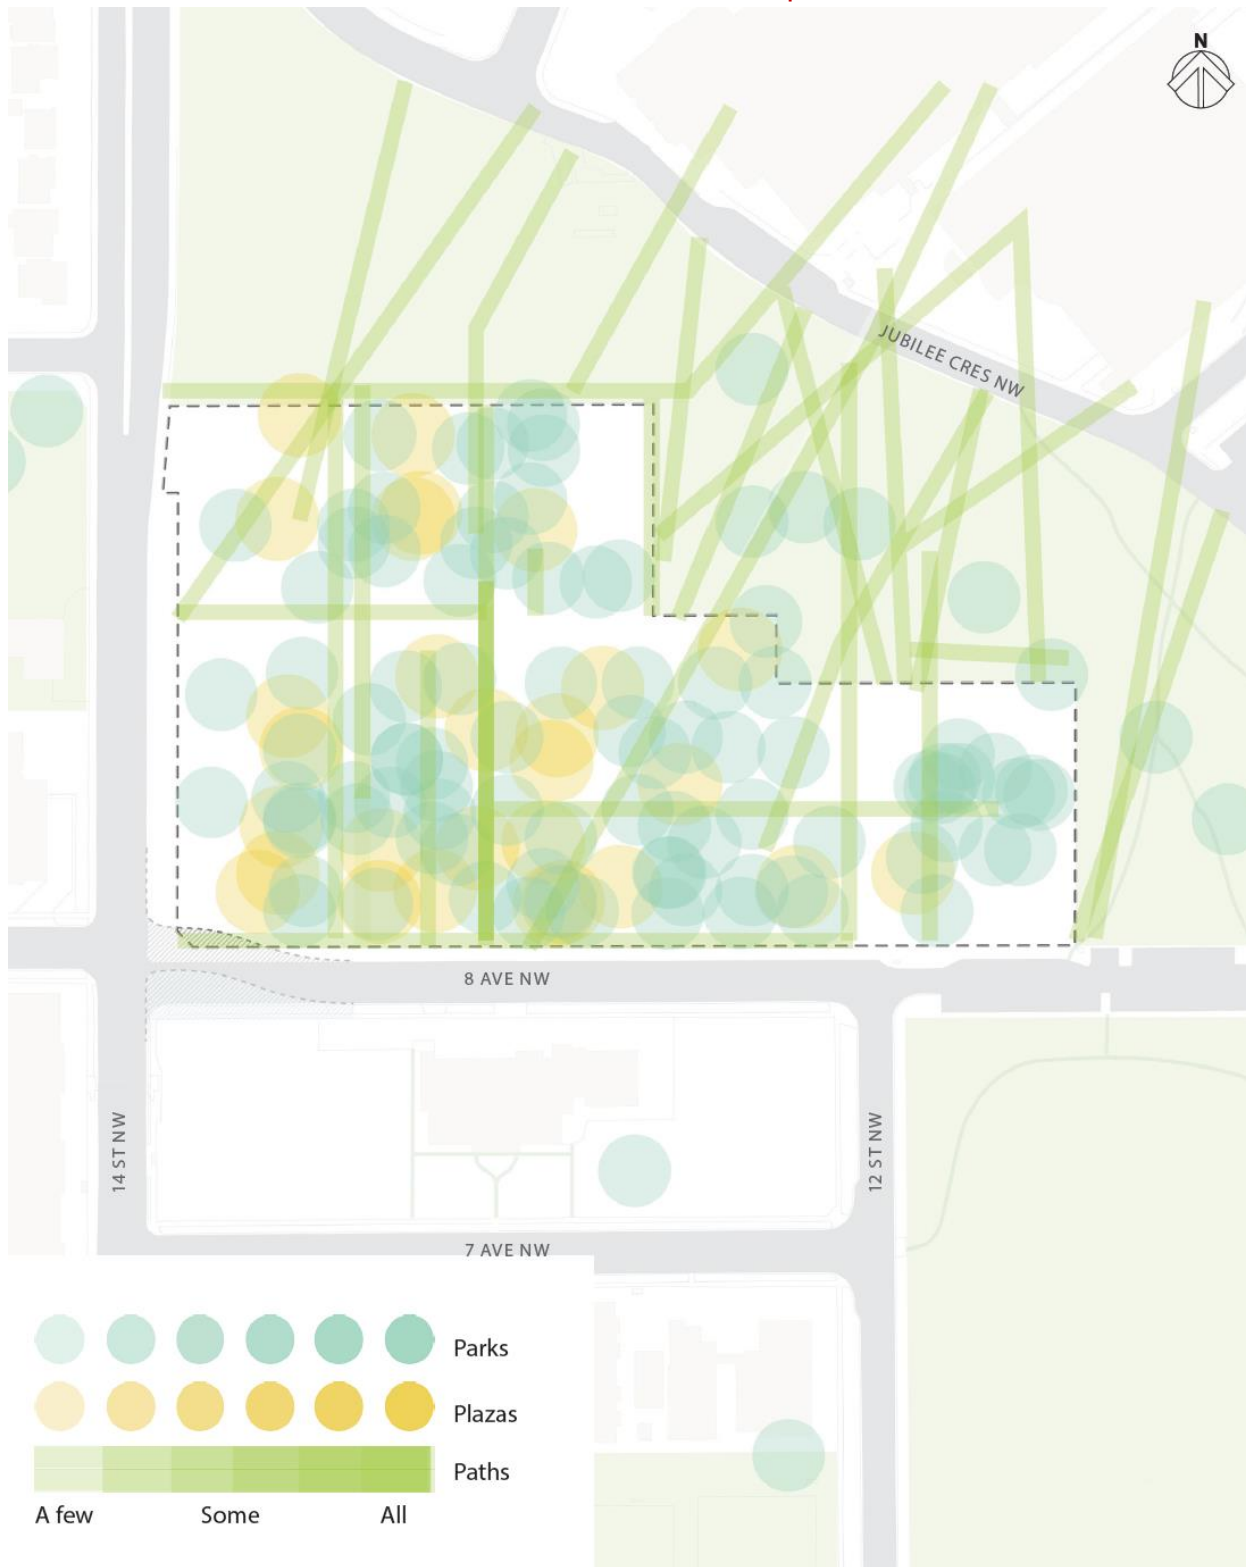 N
JUBILEE CRES NW
8 AVE NW
14 ST NW
12 ST NW
7 AVE NW
Parks
Plazas
Paths
A few Some All